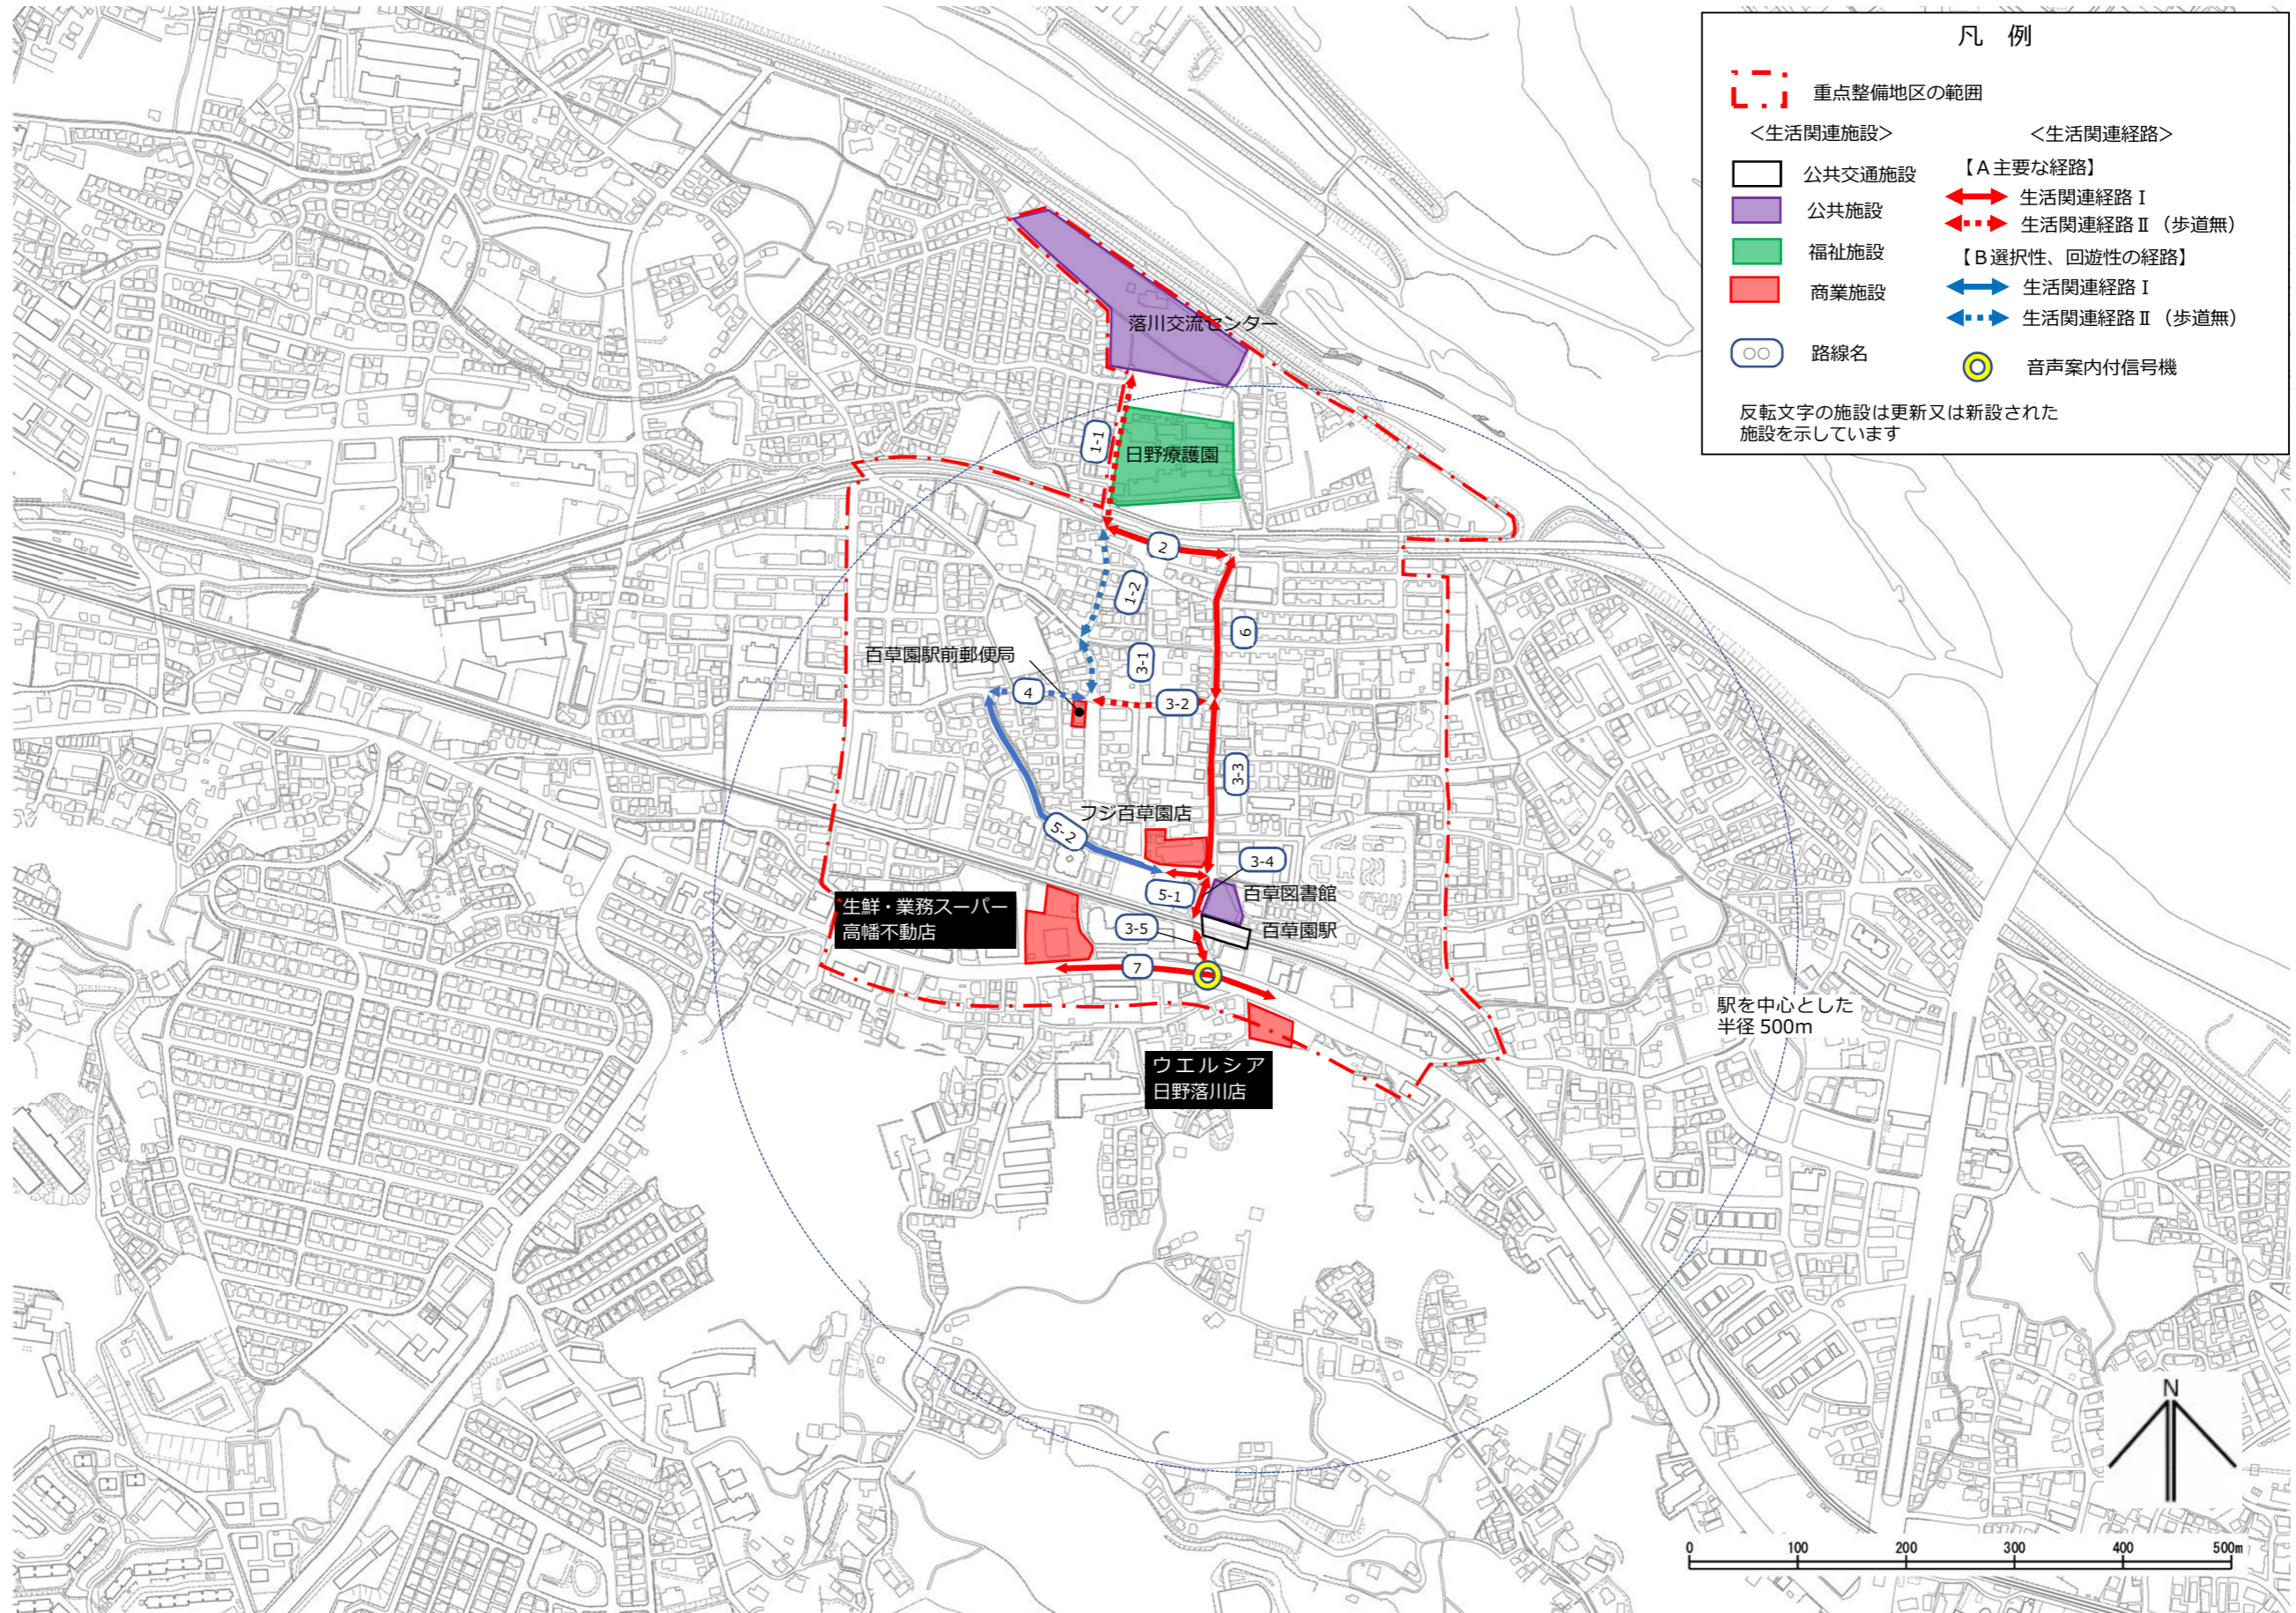 凡 例
重点整備地区の範囲
＜生活関連施設＞
＜生活関連経路＞
公共交通施設
公共施設
福祉施設
商業施設
○○ 路線名
【Ａ主要な経路】
生活関連経路Ⅰ
生活関連経路Ⅱ（歩道無）
【Ｂ選択性、回遊性の経路】
生活関連経路Ⅰ
生活関連経路Ⅱ（歩道無）
音声案内付信号機
反転文字の施設は更新又は新設された
施設を示しています
落川交流センター
1-1
日野療護園
2
1-2
6
百草園駅前郵便局
3-1
4
3-2
3-3
フジ百草園店
5-2
3-4
5-1
百草図書館
生鮮・業務スーパー
高幡不動店
3-5
百草園駅
7
駅を中心とした
半径 500m
ウエルシア
日野落川店
N
0 100 200 300 400 500m